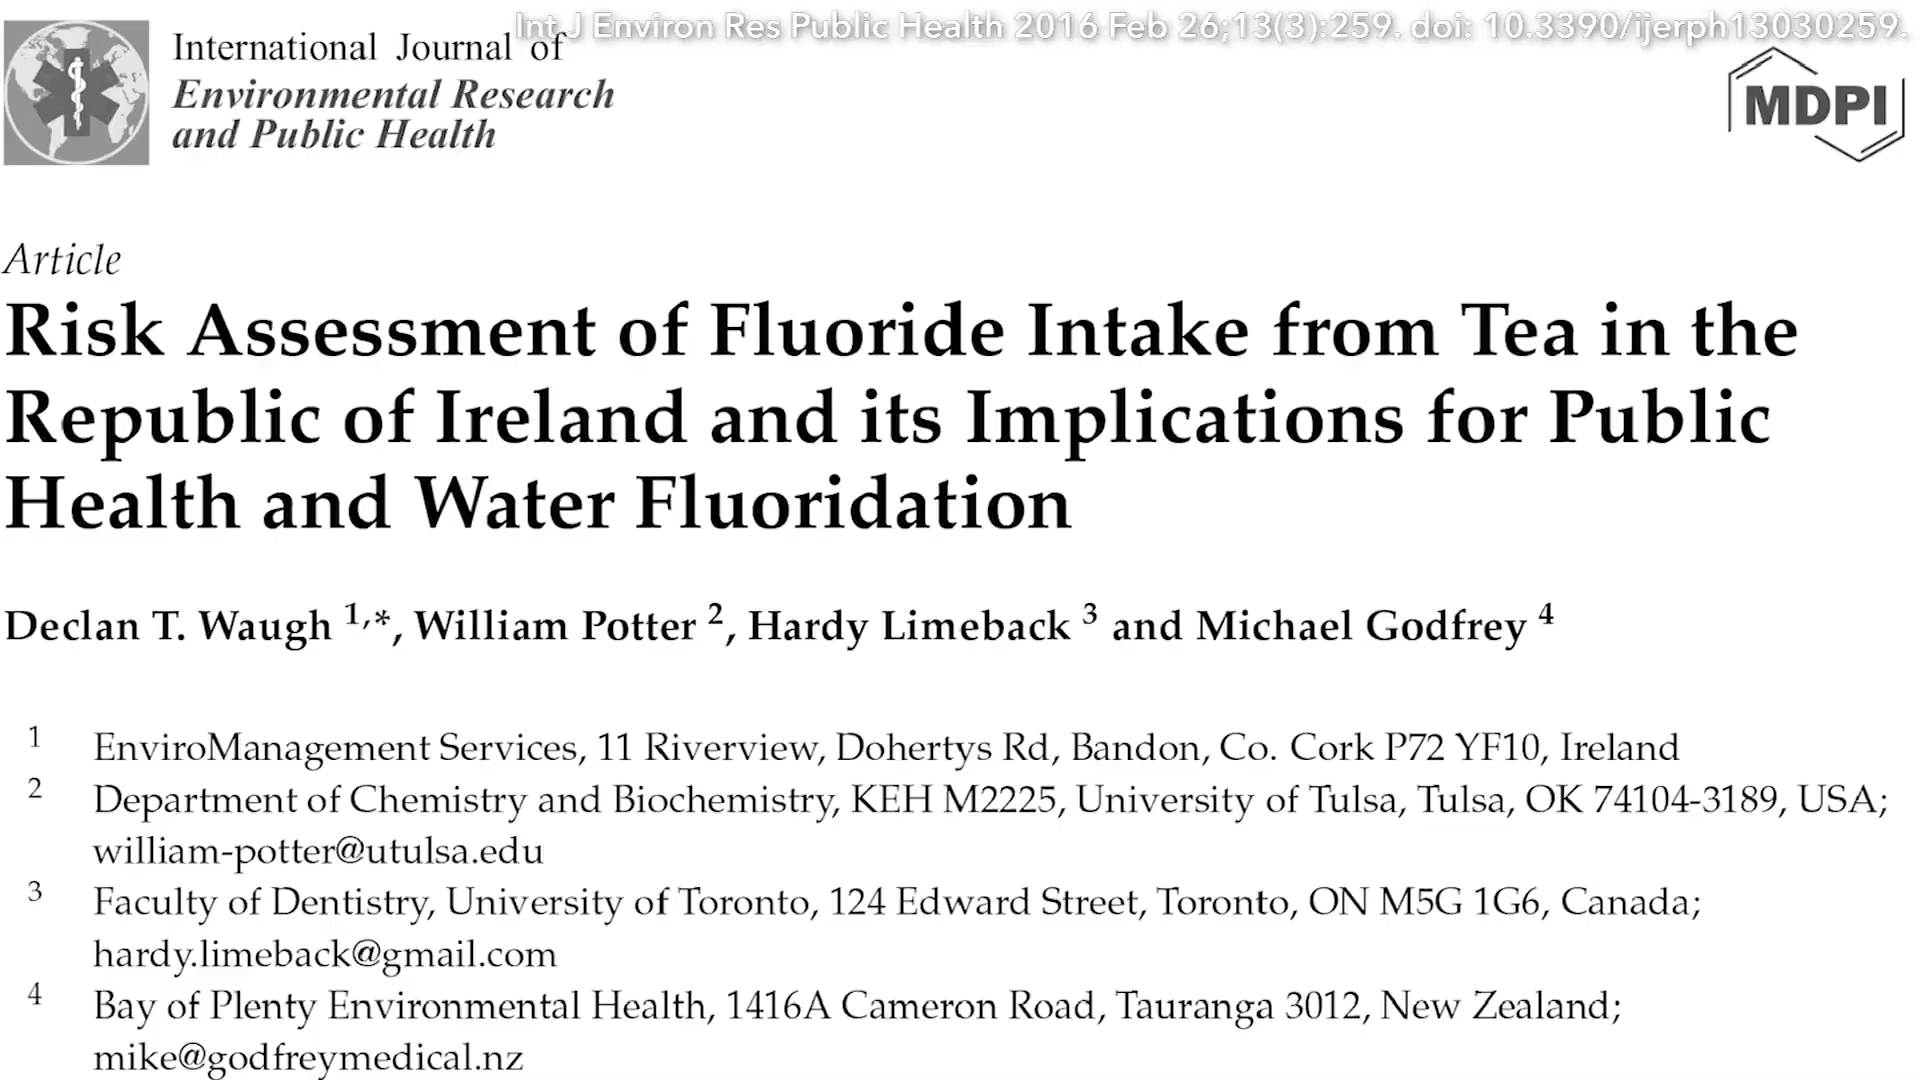 Int J Environ Res Public Health 2016 Feb 26;13(3):259. doi: 10.3390/ijerph13030259.
International Journal of
Environmental Research
and Public Health
MDPI
Article
Risk Assessment of Fluoride Intake from Tea in the
Republic of Ireland and its Implications for Public
Health and Water Fluoridation
Declan T. Waugh 1,*, William Potter 2, Hardy Limeback 3 and Michael Godfrey 4
1 EnviroManagement Services, 11 Riverview, Dohertys Rd, Bandon, Co. Cork P72 YF10, Ireland
2 Department of Chemistry and Biochemistry, KEH M2225, University of Tulsa, Tulsa, OK 74104-3189, USA;
william-potter@utulsa.edu
3 Faculty of Dentistry, University of Toronto, 124 Edward Street, Toronto, ON M5G 1G6, Canada;
hardy.limeback@gmail.com
4 Bay of Plenty Environmental Health, 1416A Cameron Road, Tauranga 3012, New Zealand;
mike@godfreymedical.nz